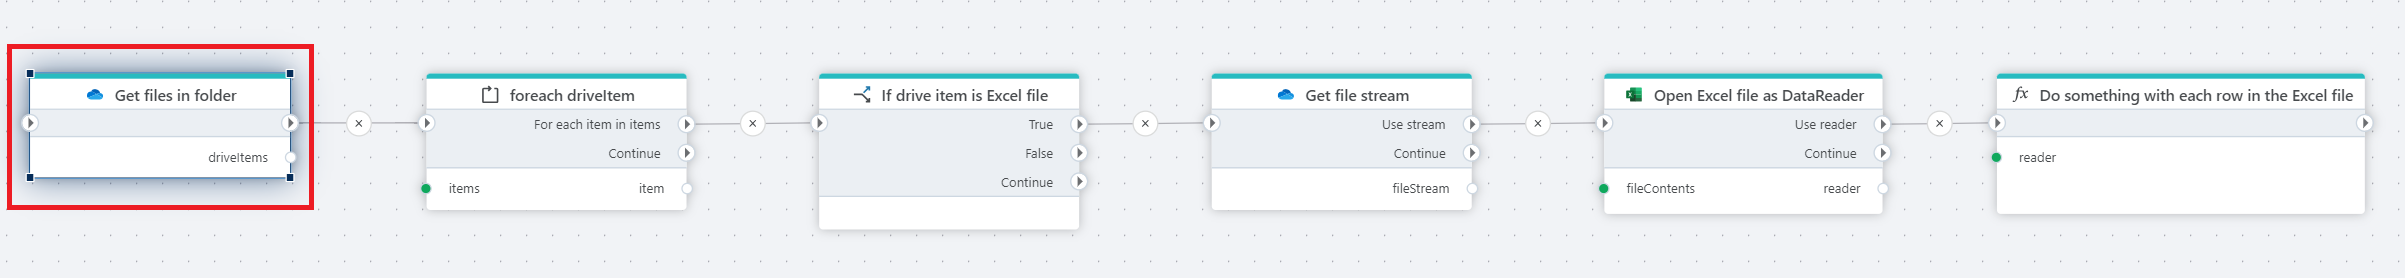 Get files in folder
driveItems
foreach driveItem
For each item in items
Continue
items item
If drive item is Excel file
True
False
Continue
Get file stream
Use stream
Continue
fileStream
Open Excel file as DataReader
Use reader
Continue
fileContents reader
fx Do something with each row in the Excel file
reader